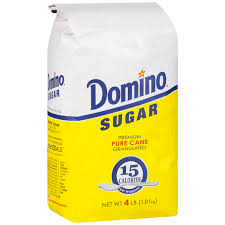 Domino
SUGAR
PREMIUM
PURE CANE
GRANULATED
15
CALORIES
NET WT 4 LB (1.81kg)